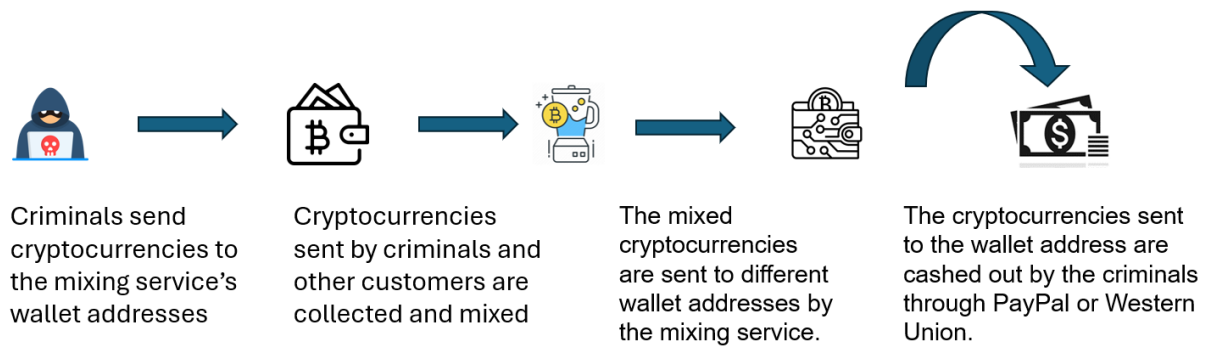 Criminals send
cryptocurrencies to
the mixing service's
wallet addresses
Cryptocurrencies
sent by criminals and
other customers are
collected and mixed
The mixed
cryptocurrencies
are sent to different
wallet addresses by
the mixing service.
The cryptocurrencies sent
to the wallet address are
cashed out by the criminals
through PayPal or Western
Union.